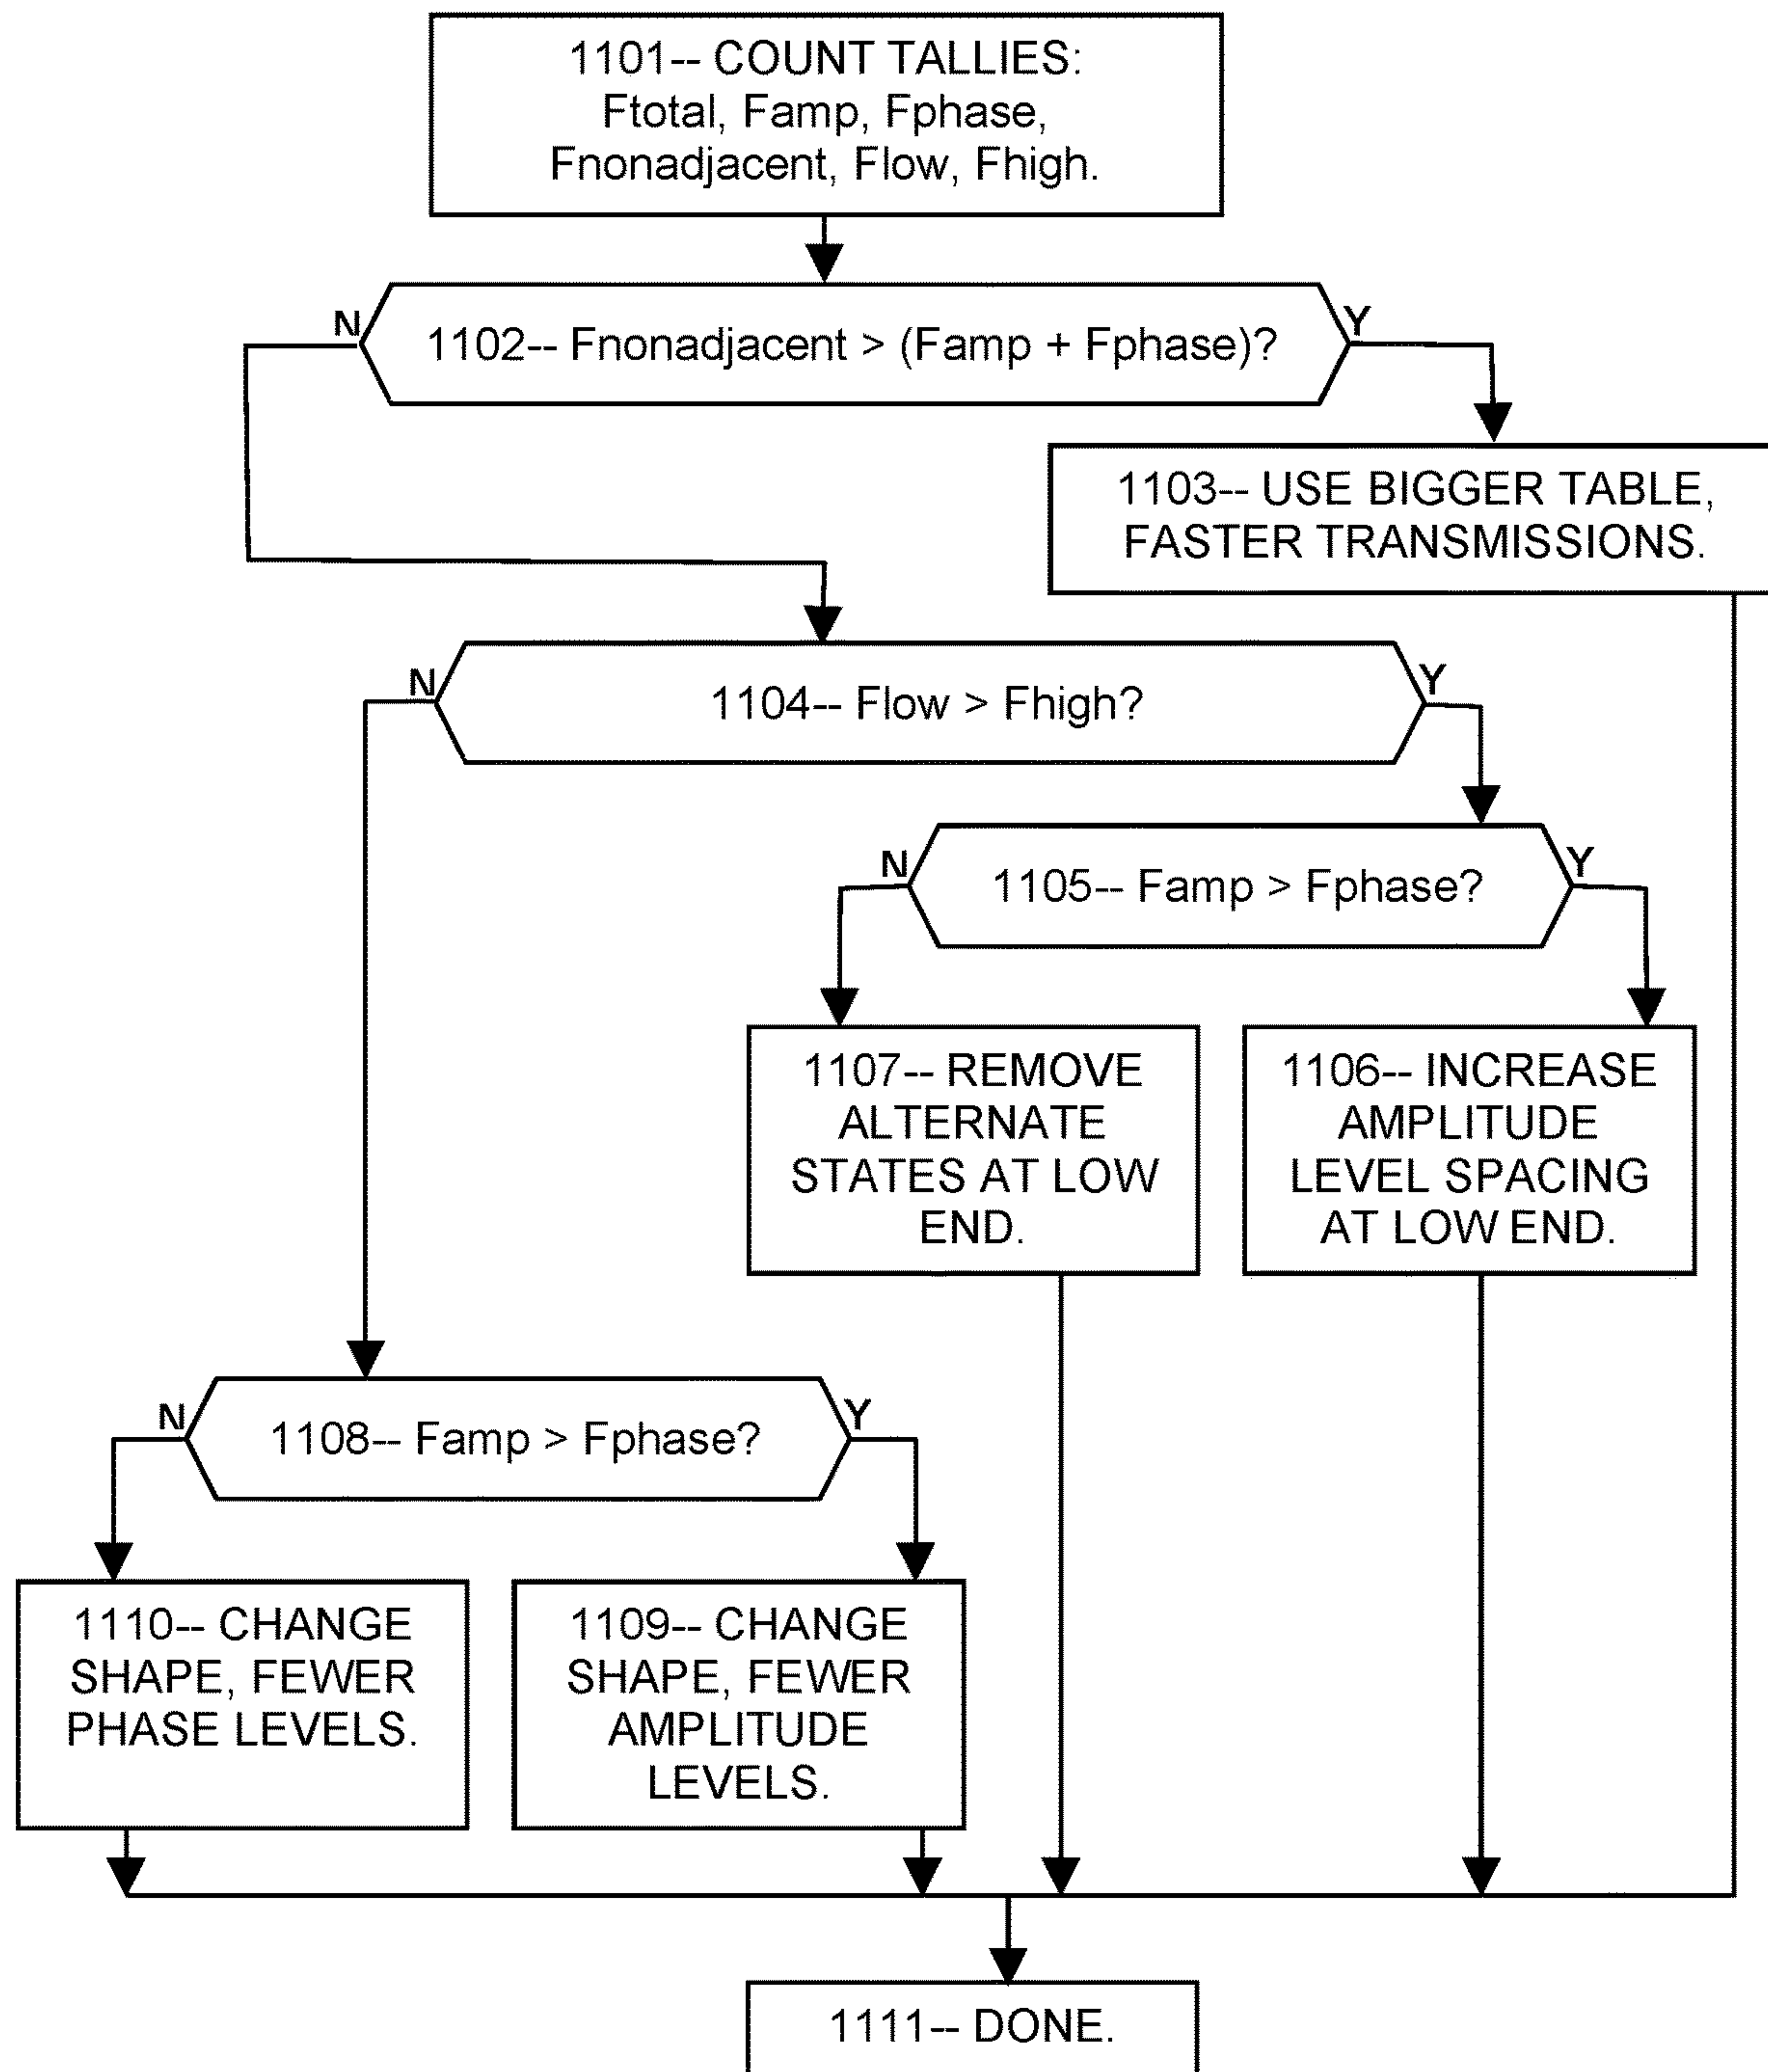 1101-- COUNT TALLIES:
Ftotal, Famp, Fphase,
Fnonadjacent, Flow, Fhigh.
N
Y
1102-- Fnonadjacent > (Famp + Fphase)?
1103-- USE BIGGER TABLE,
FASTER TRANSMISSIONS.
N
Y
1104-- Flow > Fhigh?
N
Y
1105-- Famp > Fphase?
1107-- REMOVE
ALTERNATE
STATES AT LOW
END.
1106-- INCREASE
AMPLITUDE
LEVEL SPACING
AT LOW END.
N
Y
1108-- Famp > Fphase?
1110-- CHANGE
SHAPE, FEWER
PHASE LEVELS.
1109-- CHANGE
SHAPE, FEWER
AMPLITUDE
LEVELS.
1111-- DONE.